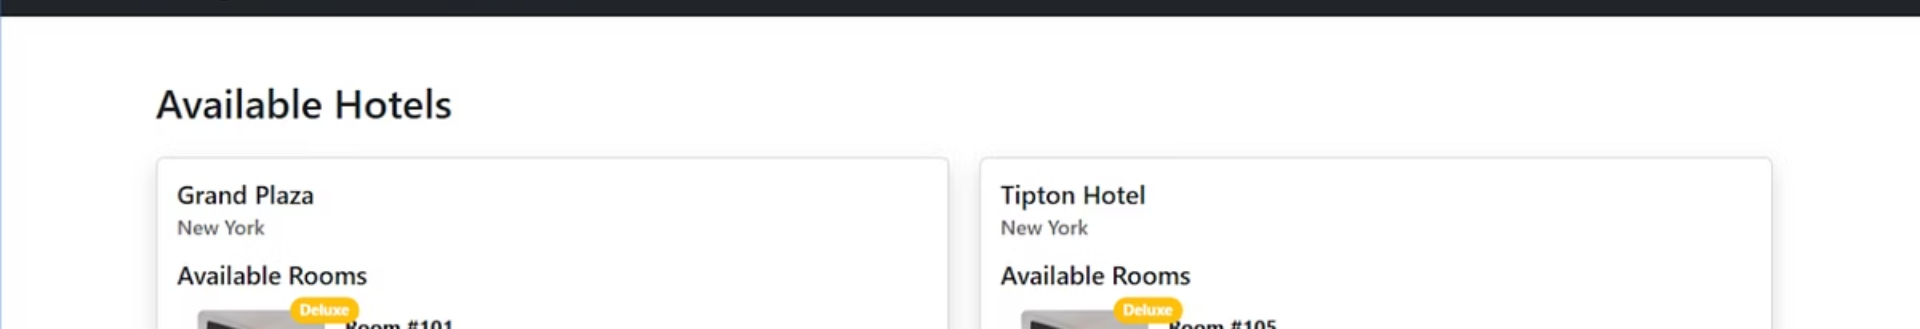 Available Hotels
Grand Plaza
New York
Available Rooms
Deluxe
Room #101
Tipton Hotel
New York
Available Rooms
Deluxe
Room #105